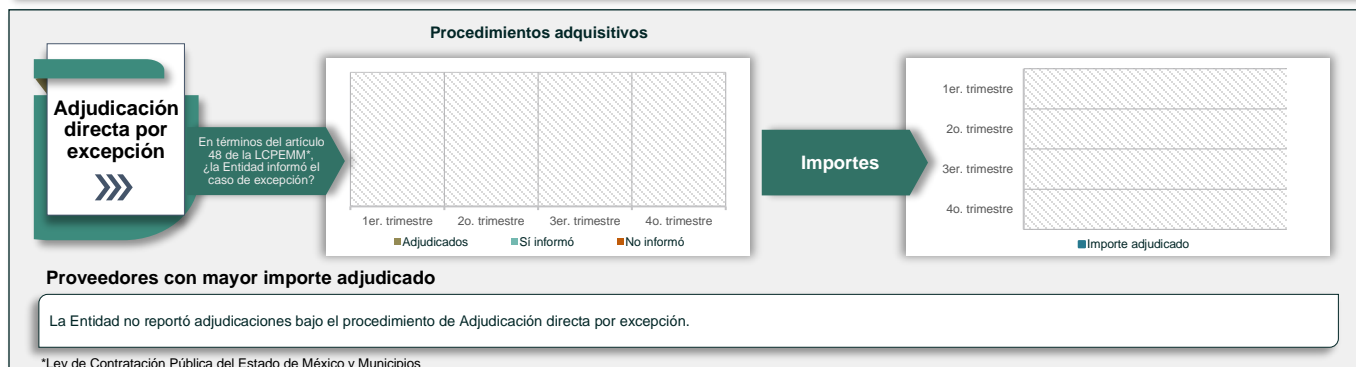 Procedimientos adquisitivos
Adjudicación
directa por
excepción
En términos del artículo
48 de la LCPEMM*,
¿la Entidad informó el
caso de excepción?
1er. trimestre
2o. trimestre
3er. trimestre
4o. trimestre
Adjudicados
Sí informó
No informó
Importes
1er. trimestre
2o. trimestre
3er. trimestre
4o. trimestre
Importe adjudicado
Proveedores con mayor importe adjudicado
La Entidad no reportó adjudicaciones bajo el procedimiento de Adjudicación directa por excepción.
*Ley de Contratación Pública del Estado de México y Municipios